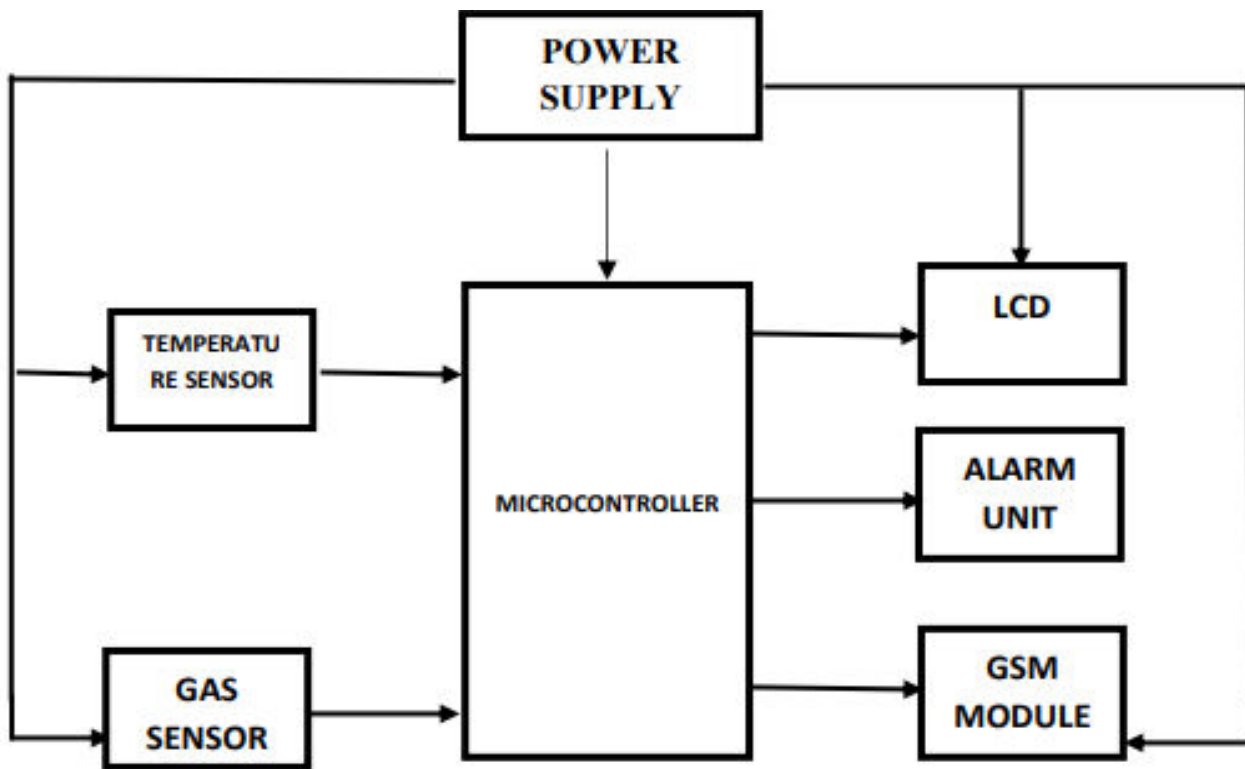 POWER
SUPPLY
TEMPERATU
RE SENSOR
LCD
MICROCONTROLLER
ALARM
UNIT
GAS
SENSOR
GSM
MODULE